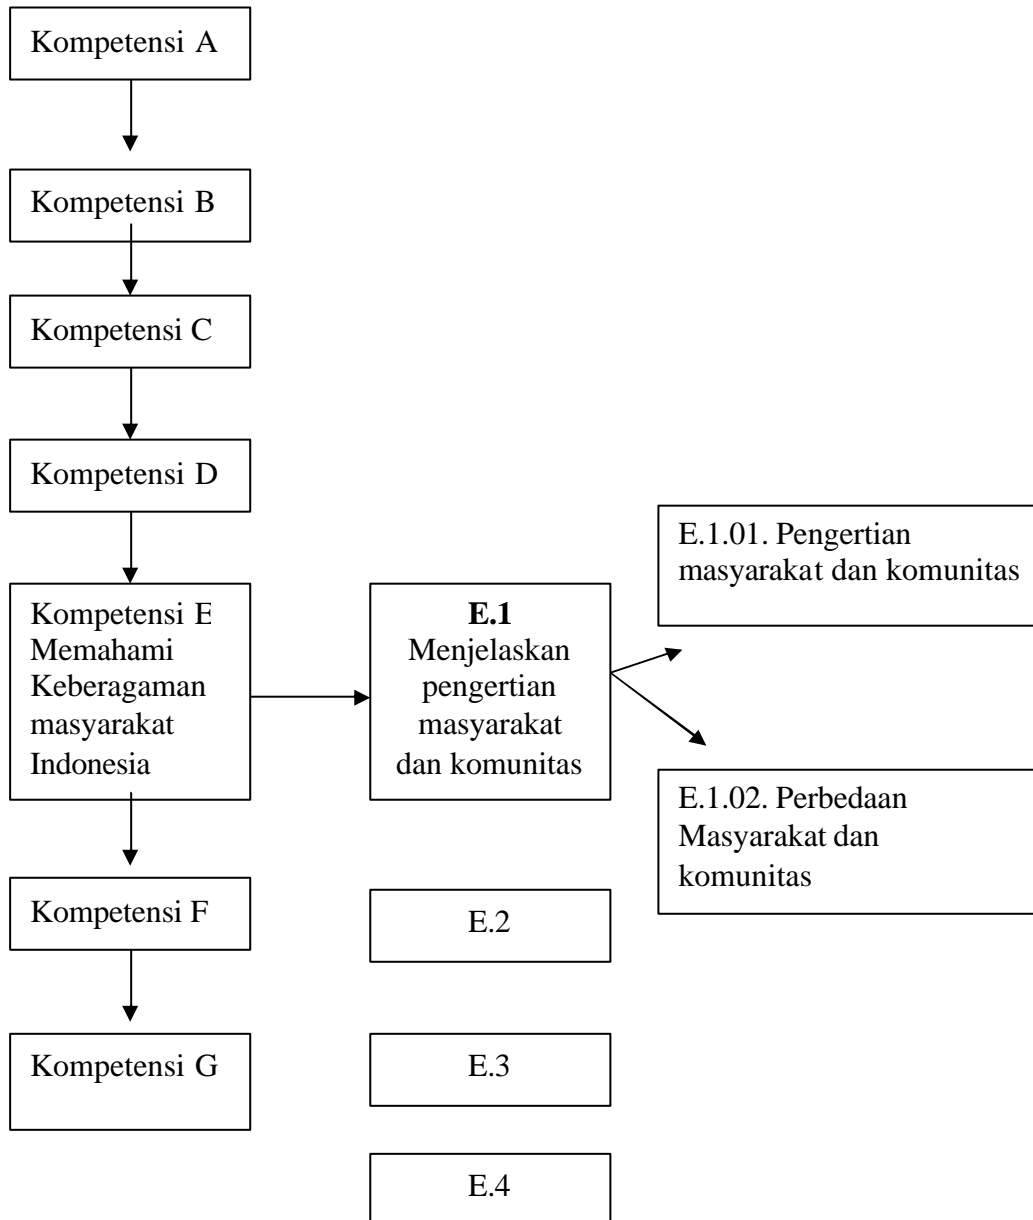 Kompetensi A
Kompetensi B
Kompetensi C
Kompetensi D
Kompetensi E
Memahami
Keberagaman
masyarakat
Indonesia
Kompetensi F
Kompetensi G
E.1
Menjelaskan
pengertian
masyarakat
dan komunitas
E.2
E.3
E.4
E.1.01. Pengertian
masyarakat dan komunitas
E.1.02. Perbedaan
Masyarakat dan
komunitas